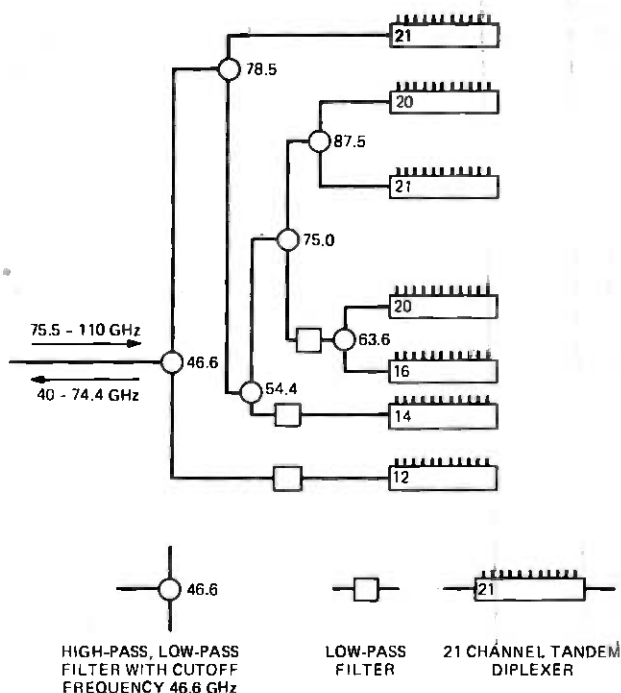 21
78.5
20
87.5
21
75.0
20
75.5 - 110 GHz
63.6
46.6
16
40 - 74.4 GHz
54.4
14
12
46.6
21
HIGH-PASS, LOW-PASS
FILTER WITH CUTOFF
FREQUENCY 46.6 GHz
LOW-PASS
FILTER
21 CHANNEL TANDEM
DIPLEXER